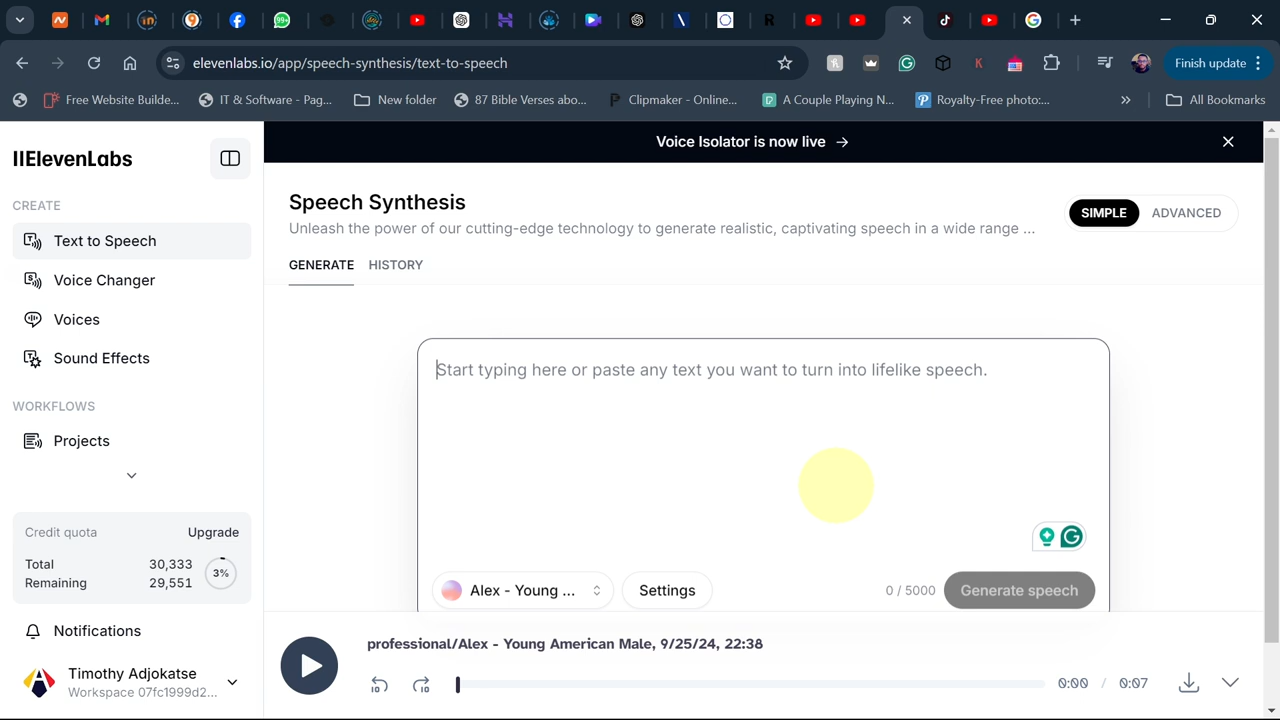 99+
elevenlabs.io/app/speech-synthesis/text-to-speech
Finish update
Free Website Builde...
IT & Software - Pag...
New folder
87 Bible Verses abo...
Clipmaker - Online...
A Couple Playing N...
Royalty-Free photo:...
»
All Bookmarks
IIElevenLabs
Voice Isolator is now live →
CREATE
Text to Speech
Voice Changer
Voices
Sound Effects
WORKFLOWS
Projects
Credit quota
Upgrade
Total 30,333
Remaining 29,551
3%
Notifications
Timothy Adjokatse
Workspace 07fc1999d2...
Speech Synthesis
Unleash the power of our cutting-edge technology to generate realistic, captivating speech in a wide range ...
SIMPLE
ADVANCED
GENERATE
HISTORY
Start typing here or paste any text you want to turn into lifelike speech.
Alex - Young ...
Settings
0 / 5000
Generate speech
professional/Alex - Young American Male, 9/25/24, 22:38
10
10
0:00 / 0:07